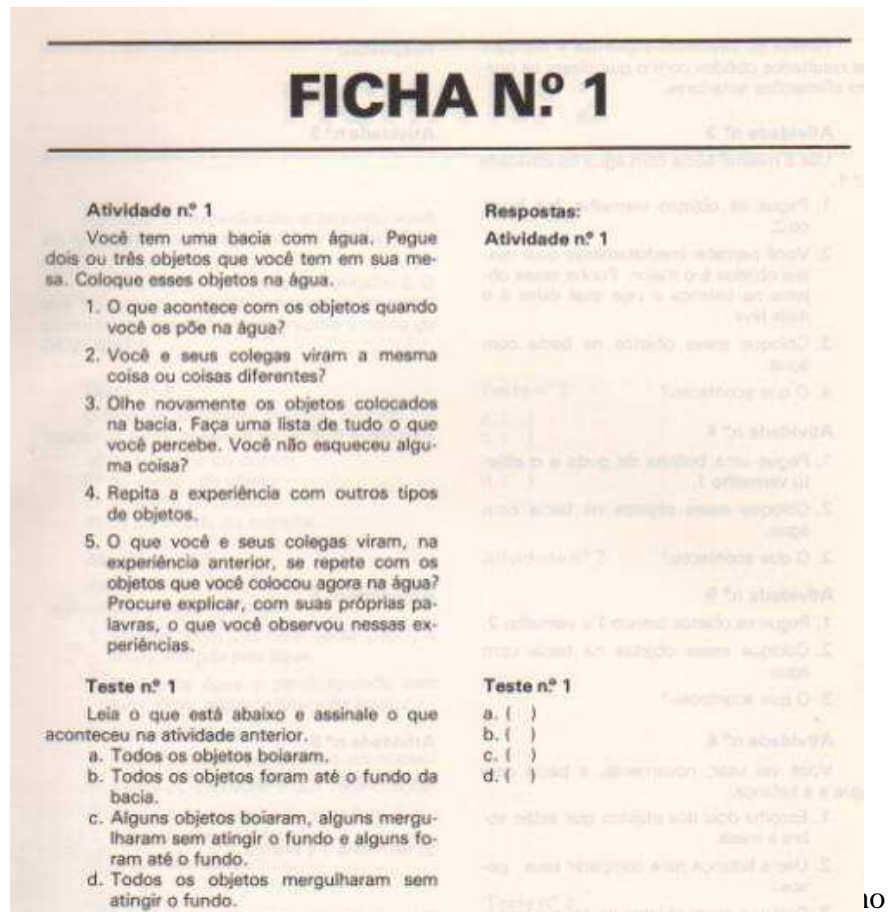 FICHA N.º 1
Atividade n.º 1
Você tem uma bacia com água. Pegue
dois ou três objetos que você tem em sua me-
sa. Coloque esses objetos na água.
1. O que acontece com os objetos quando
você os põe na água?
2. Você e seus colegas viram a mesma
coisa ou coisas diferentes?
3. Olhe novamente os objetos colocados
na bacia. Faça uma lista de tudo o que
você percebe. Você não esqueceu algu-
ma coisa?
4. Repita a experiência com outros tipos
de objetos.
5. O que você e seus colegas viram, na
experiência anterior, se repete com os
objetos que você colocou agora na água?
Procure explicar, com suas próprias pa-
lavras, o que você observou nessas ex-
periências.
Teste n.º 1
Leia o que está abaixo e assinale o que
aconteceu na atividade anterior.
a. Todos os objetos boiaram.
b. Todos os objetos foram até o fundo da
bacia.
c. Alguns objetos boiaram, alguns mergu-
lharam sem atingir o fundo e alguns fo-
ram até o fundo.
d. Todos os objetos mergulharam sem
atingir o fundo.
Respostas:
Atividade n.º 1
Teste n.º 1
a. ( )
b. ( )
c. ( )
d. ( )